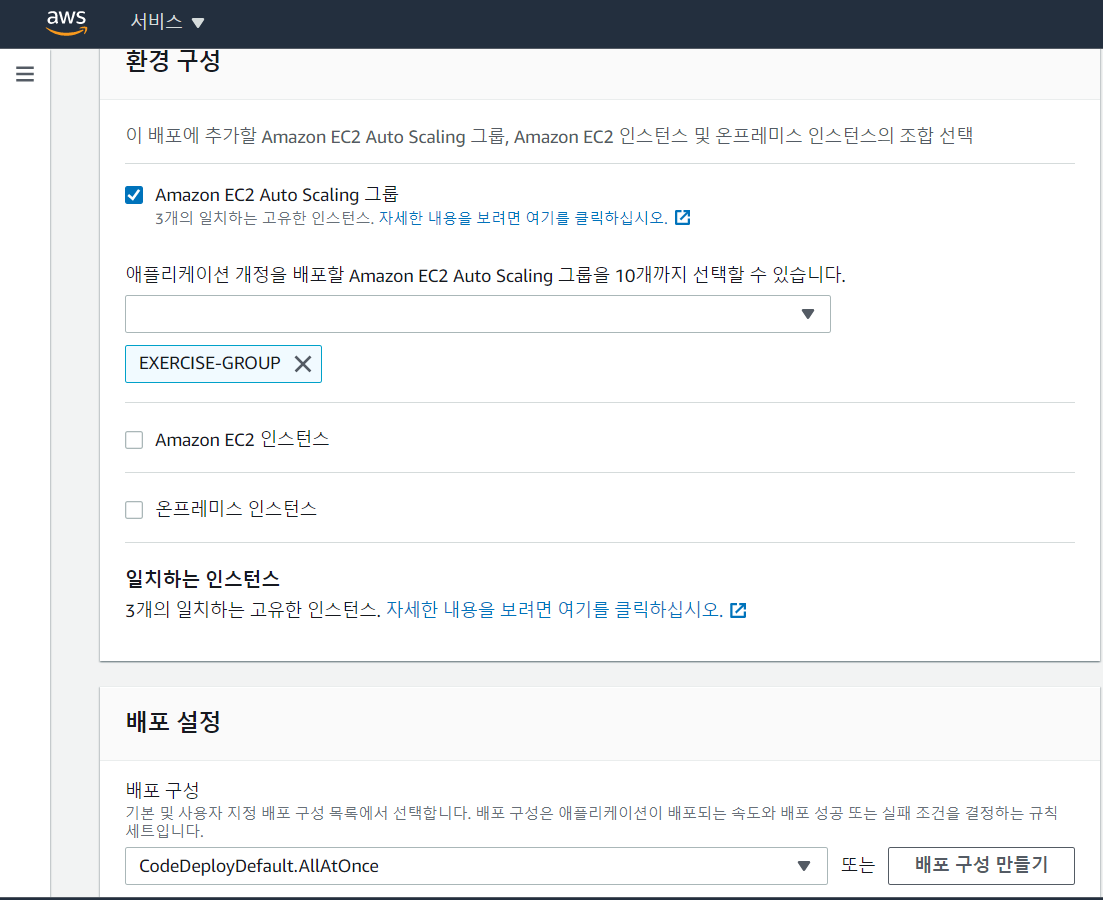 aws 서비스
환경 구성
이 배포에 추가할 Amazon EC2 Auto Scaling 그룹, Amazon EC2 인스턴스 및 온프레미스 인스턴스의 조합 선택
Amazon EC2 Auto Scaling 그룹
3개의 일치하는 고유한 인스턴스. 자세한 내용을 보려면 여기를 클릭하십시오.
애플리케이션 개정을 배포할 Amazon EC2 Auto Scaling 그룹을 10개까지 선택할 수 있습니다.
EXERCISE-GROUP
Amazon EC2 인스턴스
온프레미스 인스턴스
일치하는 인스턴스
3개의 일치하는 고유한 인스턴스. 자세한 내용을 보려면 여기를 클릭하십시오.
배포 설정
배포 구성
기본 및 사용자 지정 배포 구성 목록에서 선택합니다. 배포 구성은 애플리케이션이 배포되는 속도와 배포 성공 또는 실패 조건을 결정하는 규칙
세트입니다.
CodeDeployDefault.AllAtOnce 또는 배포 구성 만들기